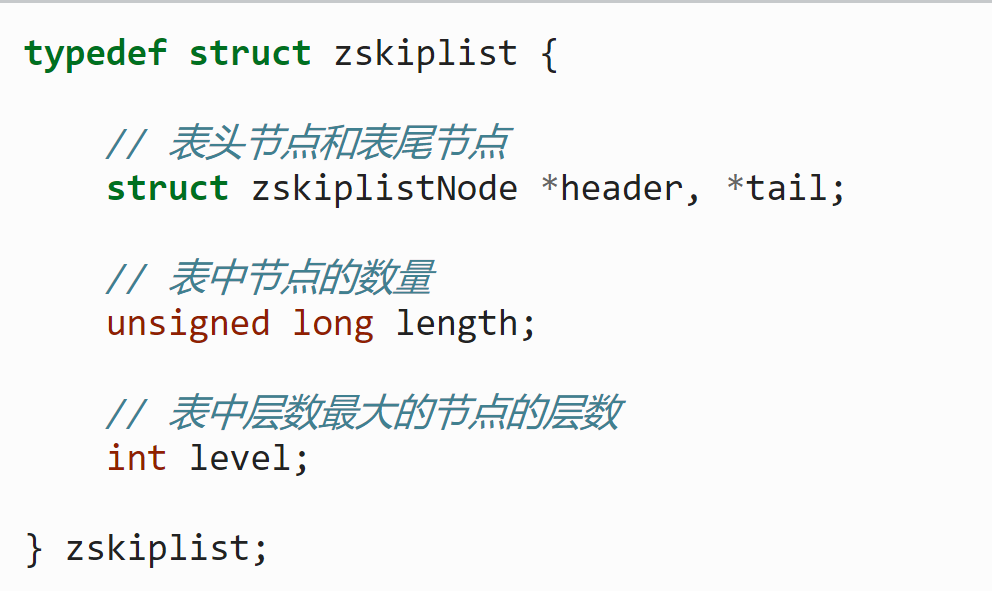 typedef struct zskiplist {
// 表头节点和表尾节点
struct zskiplistNode *header, *tail;
// 表中节点的数量
unsigned long length;
// 表中层数最大的节点的层数
int level;
} zskiplist;